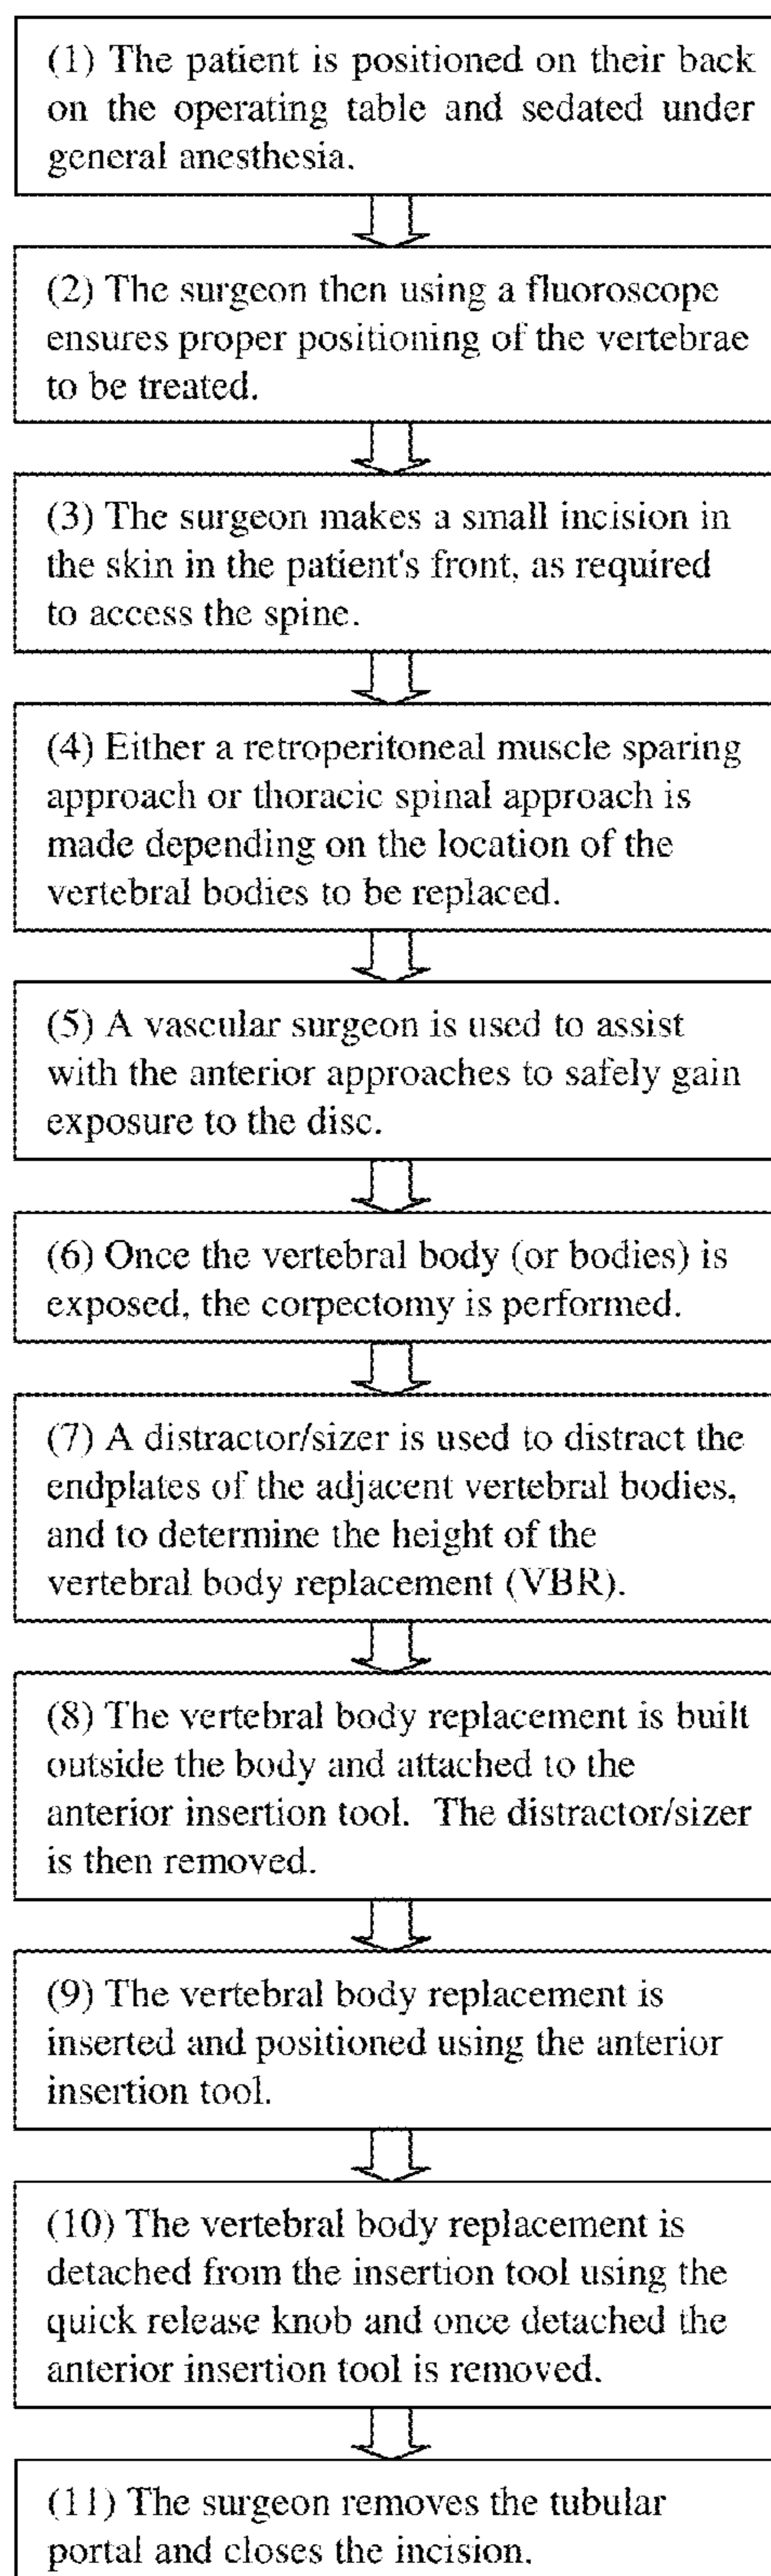 (1) The patient is positioned on their back
on the operating table and sedated under
general anesthesia.
(2) The surgeon then using a fluoroscope
ensures proper positioning of the vertebrae
to be treated.
(3) The surgeon makes a small incision in
the skin in the patient's front, as required
to access the spine.
(4) Either a retroperitoneal muscle sparing
approach or thoracic spinal approach is
made depending on the location of the
vertebral bodies to be replaced.
(5) A vascular surgeon is used to assist
with the anterior approaches to safely gain
exposure to the disc.
(6) Once the vertebral body (or bodies) is
exposed, the corpectomy is performed.
(7) A distractor/sizer is used to distract the
endplates of the adjacent vertebral bodies,
and to determine the height of the
vertebral body replacement (VBR).
(8) The vertebral body replacement is built
outside the body and attached to the
anterior insertion tool. The distractor/sizer
is then removed.
(9) The vertebral body replacement is
inserted and positioned using the anterior
insertion tool.
(10) The vertebral body replacement is
detached from the insertion tool using the
quick release knob and once detached the
anterior insertion tool is removed.
(11) The surgeon removes the tubular
portal and closes the incision.